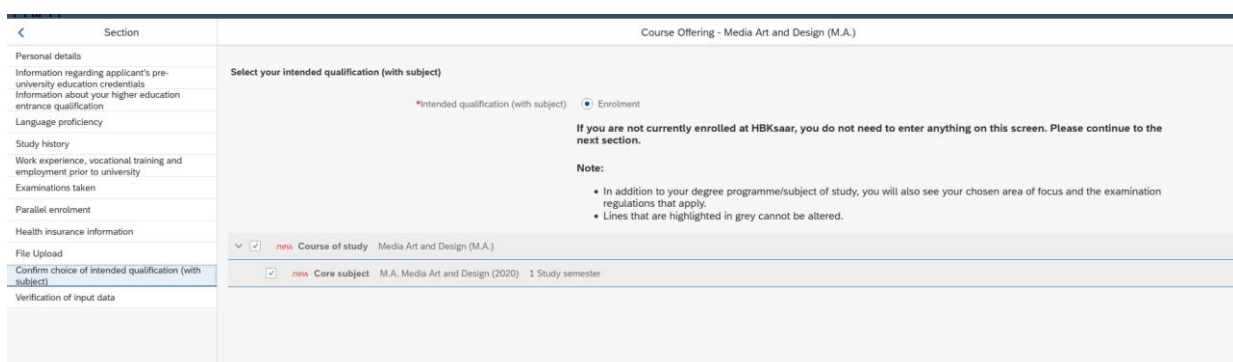 Section
Course Offering - Media Art and Design (M.A.)
Personal details
Information regarding applicant's pre-
university education credentials
Information about your higher education
entrance qualification
Language proficiency
Study history
Work experience, vocational training and
employment prior to university
Examinations taken
Parallel enrolment
Health insurance information
File Upload
Confirm choice of intended qualification (with
subject)
Verification of input data
Select your intended qualification (with subject)
*Intended qualification (with subject) Enrolment
If you are not currently enrolled at HBKsaar, you do not need to enter anything on this screen. Please continue to the
next section.
Note:
• In addition to your degree programme/subject of study, you will also see your chosen area of focus and the examination
regulations that apply.
• Lines that are highlighted in grey cannot be altered.
new Course of study Media Art and Design (M.A.)
new Core subject M.A. Media Art and Design (2020) 1 Study semester